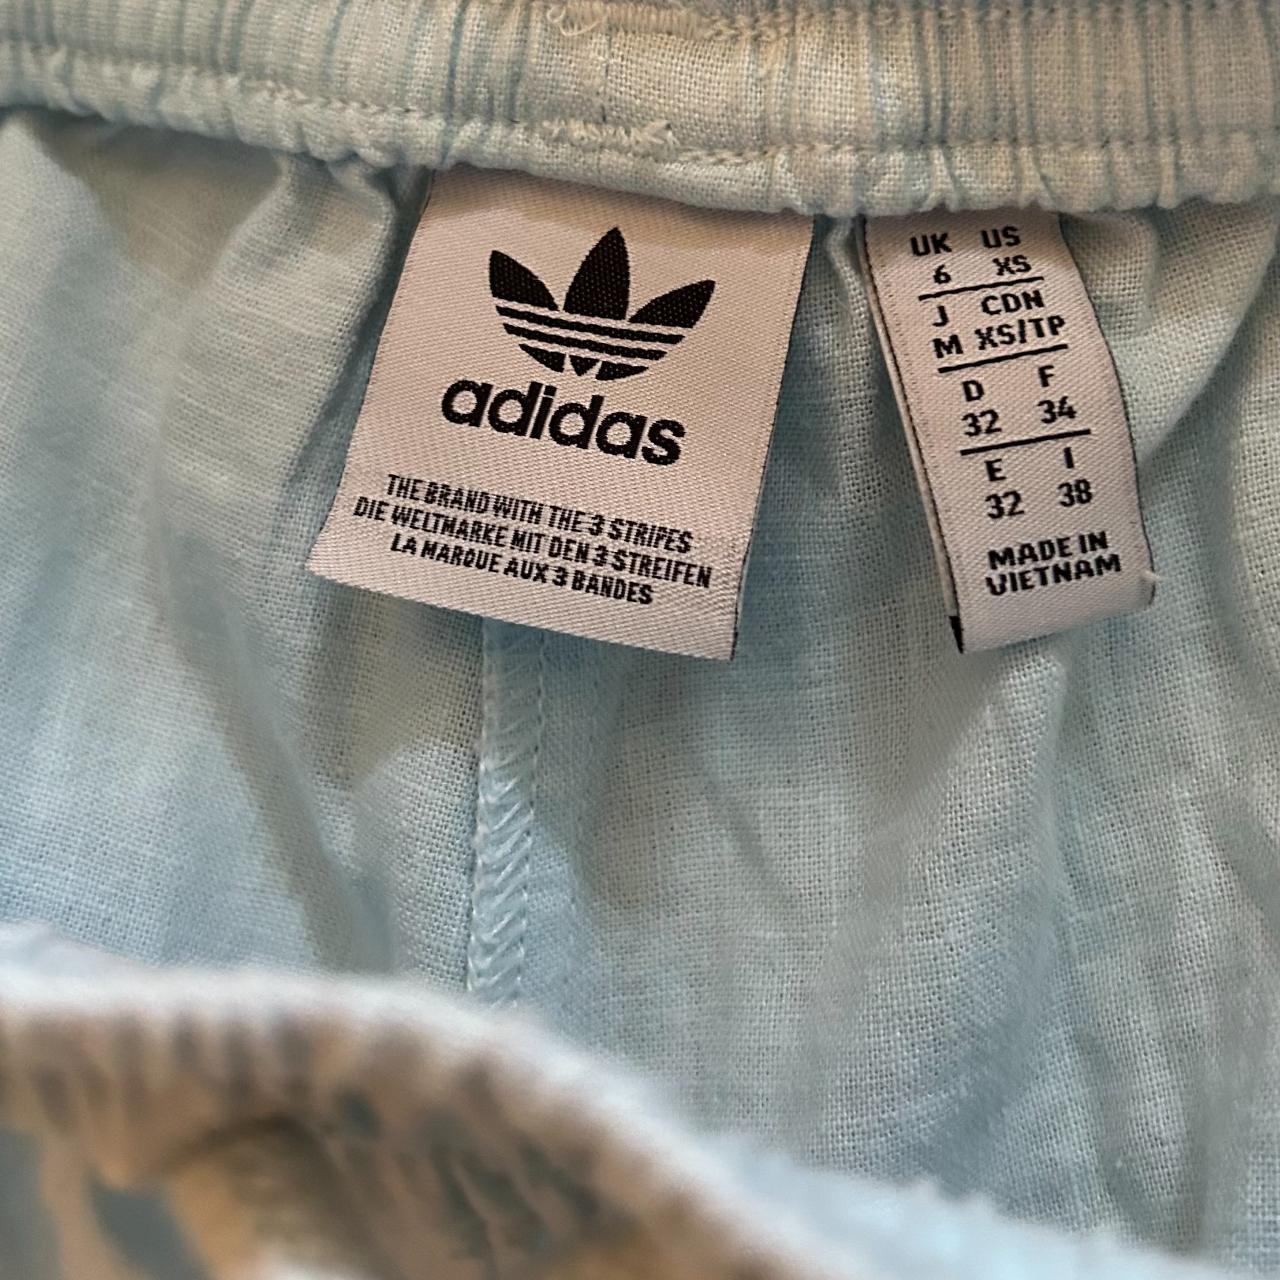 adidas
THE BRAND WITH THE 3 STRIPES
DIE WELTMARKE MIT DEN 3 STREIFEN
LA MARQUE AUX 3 BANDES
UK US
6 XS
J CDN
M XS/TP
D F
32 34
E I
32 38
MADE IN
VIETNAM